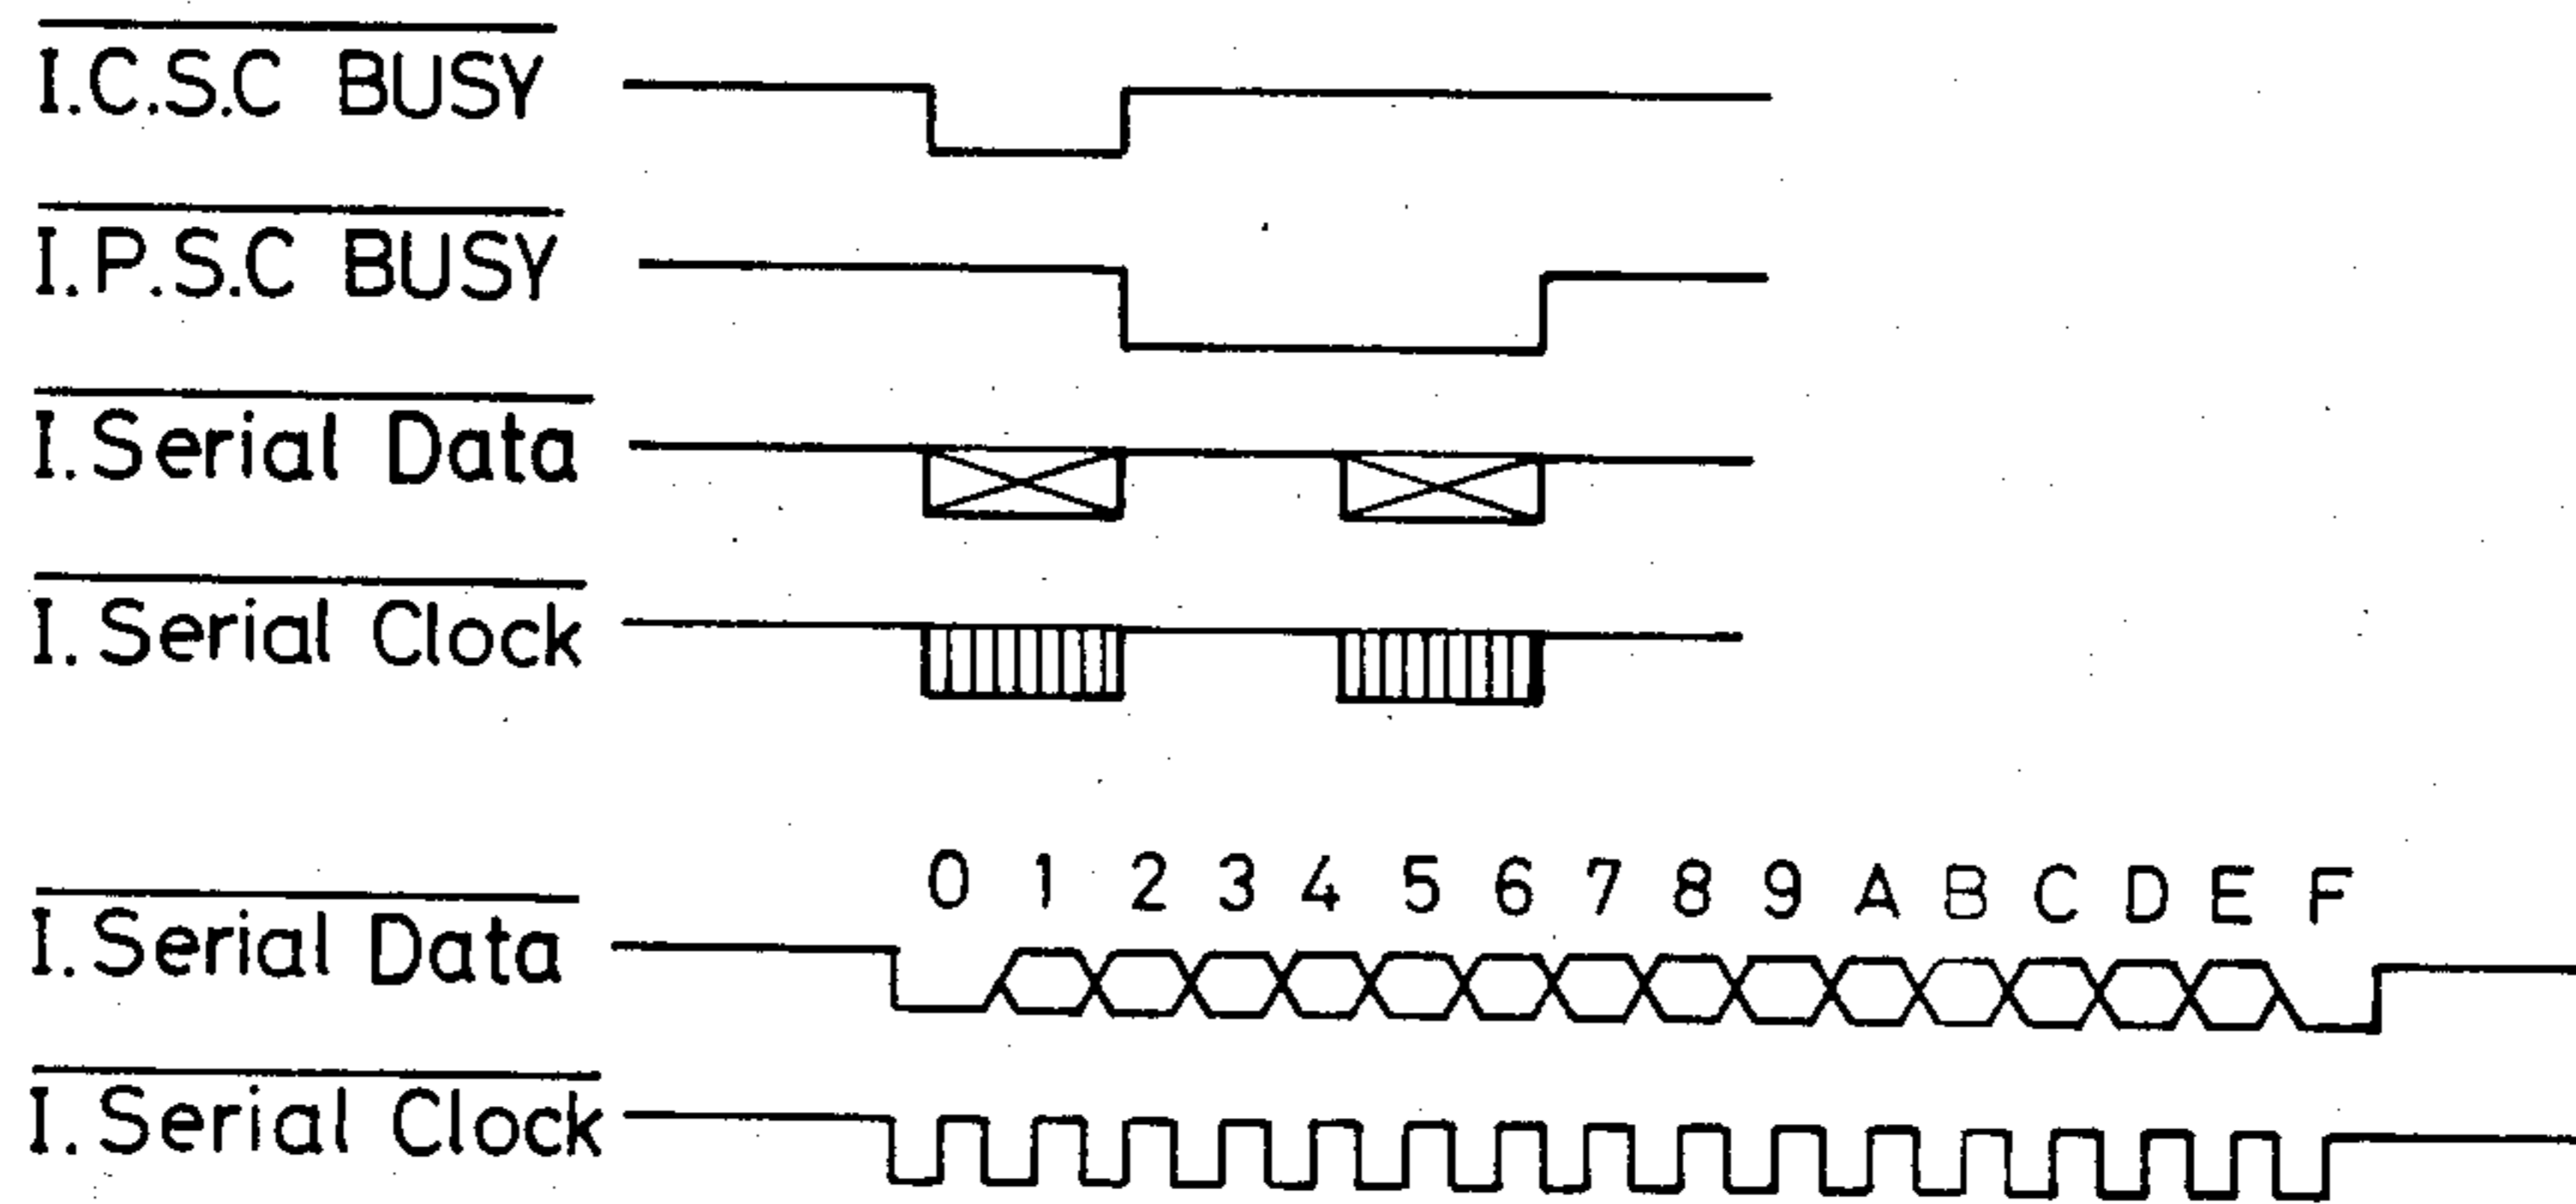 I.C.S.C BUSY
I.P.S.C BUSY
I. Serial Data
I. Serial Clock
0 1 2 3 4 5 6 7 8 9 A B C D E F
I. Serial Data
I. Serial Clock